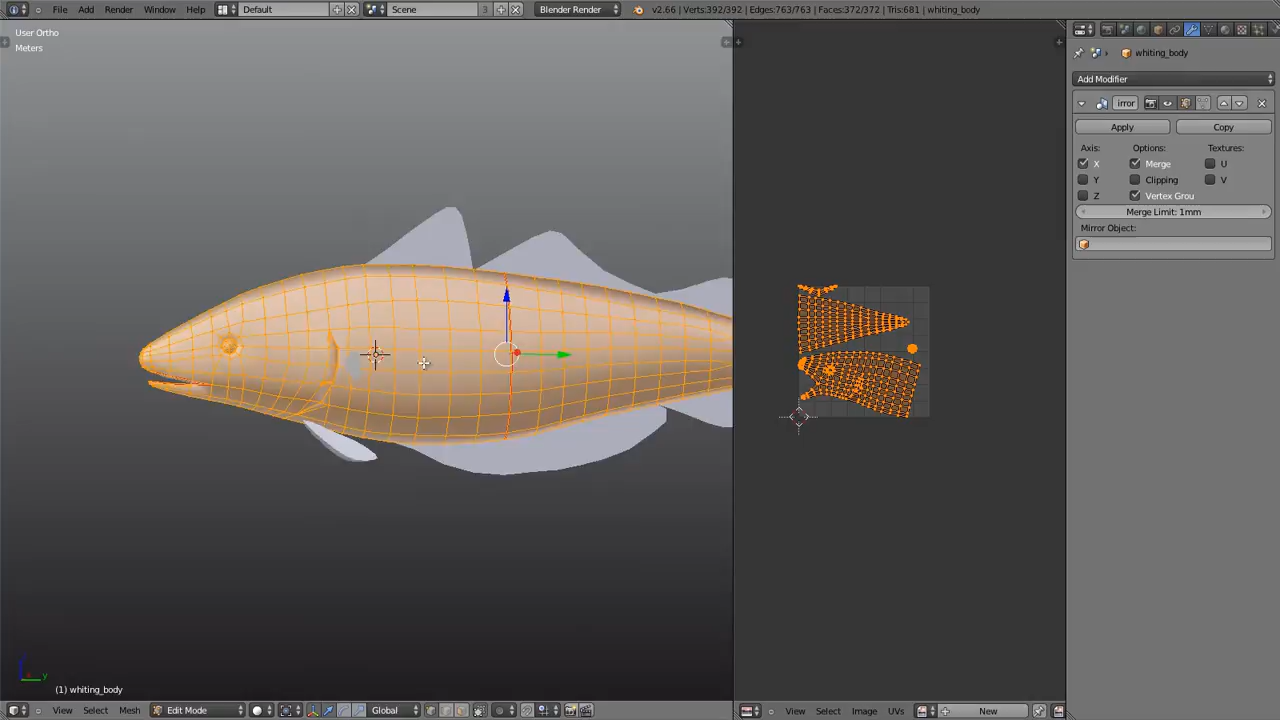 File Add Render Window Help Default Scene 3 Blender Render v2.66 | Verts:392/392 | Edges:763/763 | Faces:372/372 | Tris:681 | whiting_body
User Ortho
Meters
whiting_body
Add Modifier
irror
Apply Copy
Axis: Options: Textures:
X Merge U
Y Clipping V
Z Vertex Grou
Merge Limit: 1mm
Mirror Object:
z
y
(1) whiting_body
View Select Mesh Edit Mode Global
View Select Image UVs New